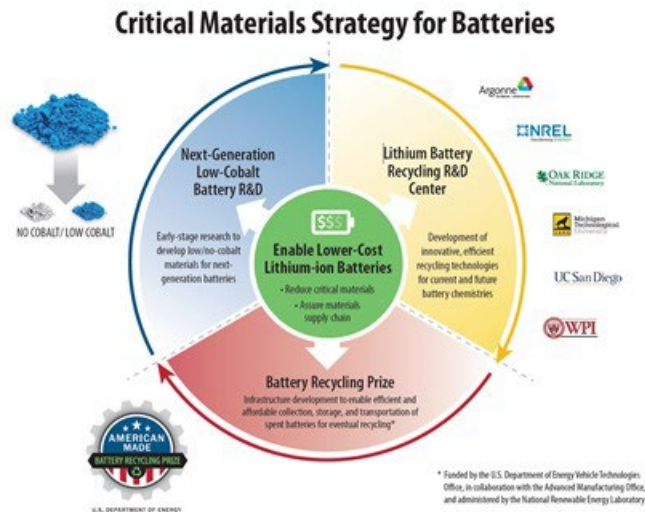 Critical Materials Strategy for Batteries
Argonne
NATIONAL LABORATORY
NREL
Transforming ENERGY
OAK RIDGE
National Laboratory
Michigan
Technological
University
UC San Diego
WPI
NO COBALT/ LOW COBALT
Next-Generation
Low-Cobalt
Battery R&D
Early-stage research to
develop low/no-cobalt
materials for next-
generation batteries
Lithium Battery
Recycling R&D
Center
Development of
innovative, efficient
recycling technologies
for current and future
battery chemistries
$$$
Enable Lower-Cost
Lithium-ion Batteries
• Reduce critical materials
• Assure materials
supply chain
Battery Recycling Prize
Infrastructure development to enable efficient and
affordable collection, storage, and transportation of
spent batteries for eventual recycling*
AMERICAN
MADE
BATTERY RECYCLING PRIZE
U.S. DEPARTMENT OF ENERGY
* Funded by the U.S. Department of Energy Vehicle Technologies
Office, in collaboration with the Advanced Manufacturing Office,
and administered by the National Renewable Energy Laboratory